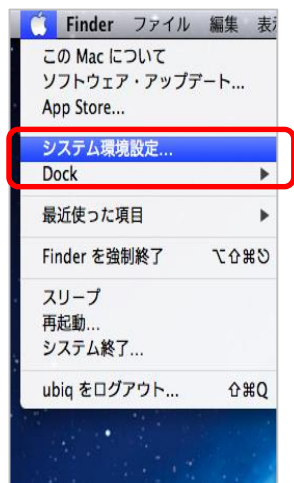 Finder ファイル 編集 表
この Mac について
ソフトウェア・アップデート...
App Store...
システム環境設定...
Dock ▶
最近使った項目 ▶
Finder を強制終了 ⌥⇧⌘⎋
スリープ
再起動...
システム終了...
ubiq をログアウト... ⇧⌘Q